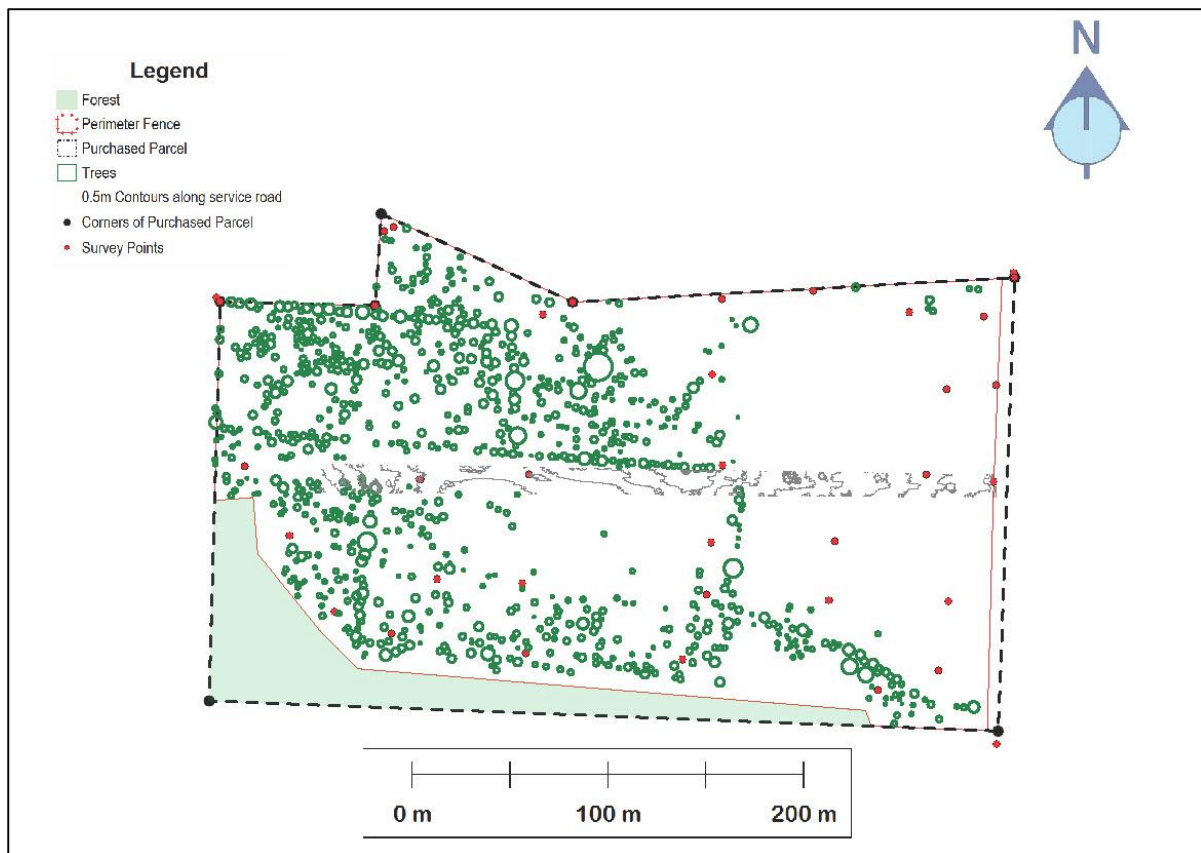 N
Legend
Forest
Perimeter Fence
Purchased Parcel
Trees
0.5m Contours along service road
Corners of Purchased Parcel
Survey Points
0 m
100 m
200 m